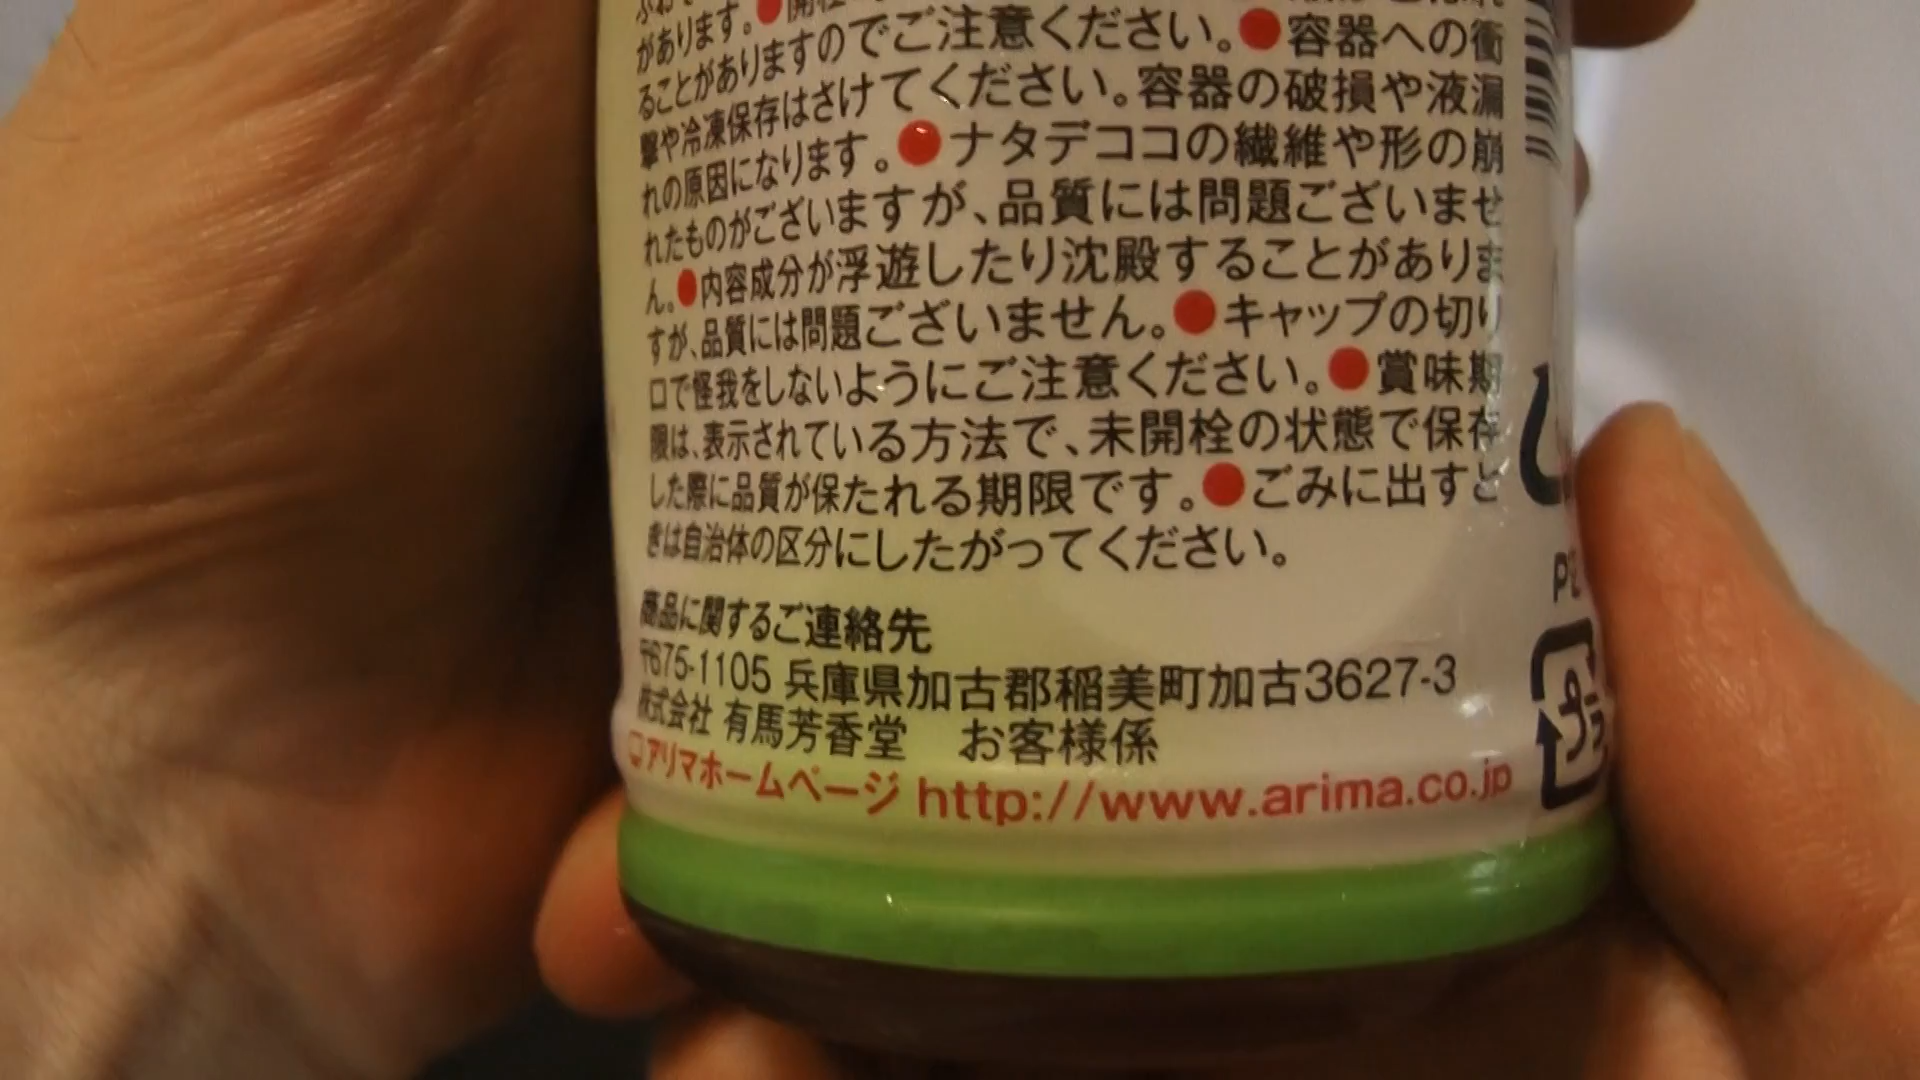 があります。●開栓
ることがありますのでご注意ください。●容器への衝
撃や冷凍保存はさけてください。容器の破損や液漏
れの原因になります。●ナタデココの繊維や形の崩
れたものがございますが、品質には問題ございませ
ん。●内容成分が浮遊したり沈殿することがありま
すが、品質には問題ございません。●キャップの切り
口で怪我をしないようにご注意ください。●賞味期
限は、表示されている方法で、未開栓の状態で保存
した際に品質が保たれる期限です。●ごみに出すと
きは自治体の区分にしたがってください。
商品に関するご連絡先
〒675-1105 兵庫県加古郡稲美町加古3627-3
株式会社 有馬芳香堂 お客様係
アリマホームページ http://www.arima.co.jp
プラ